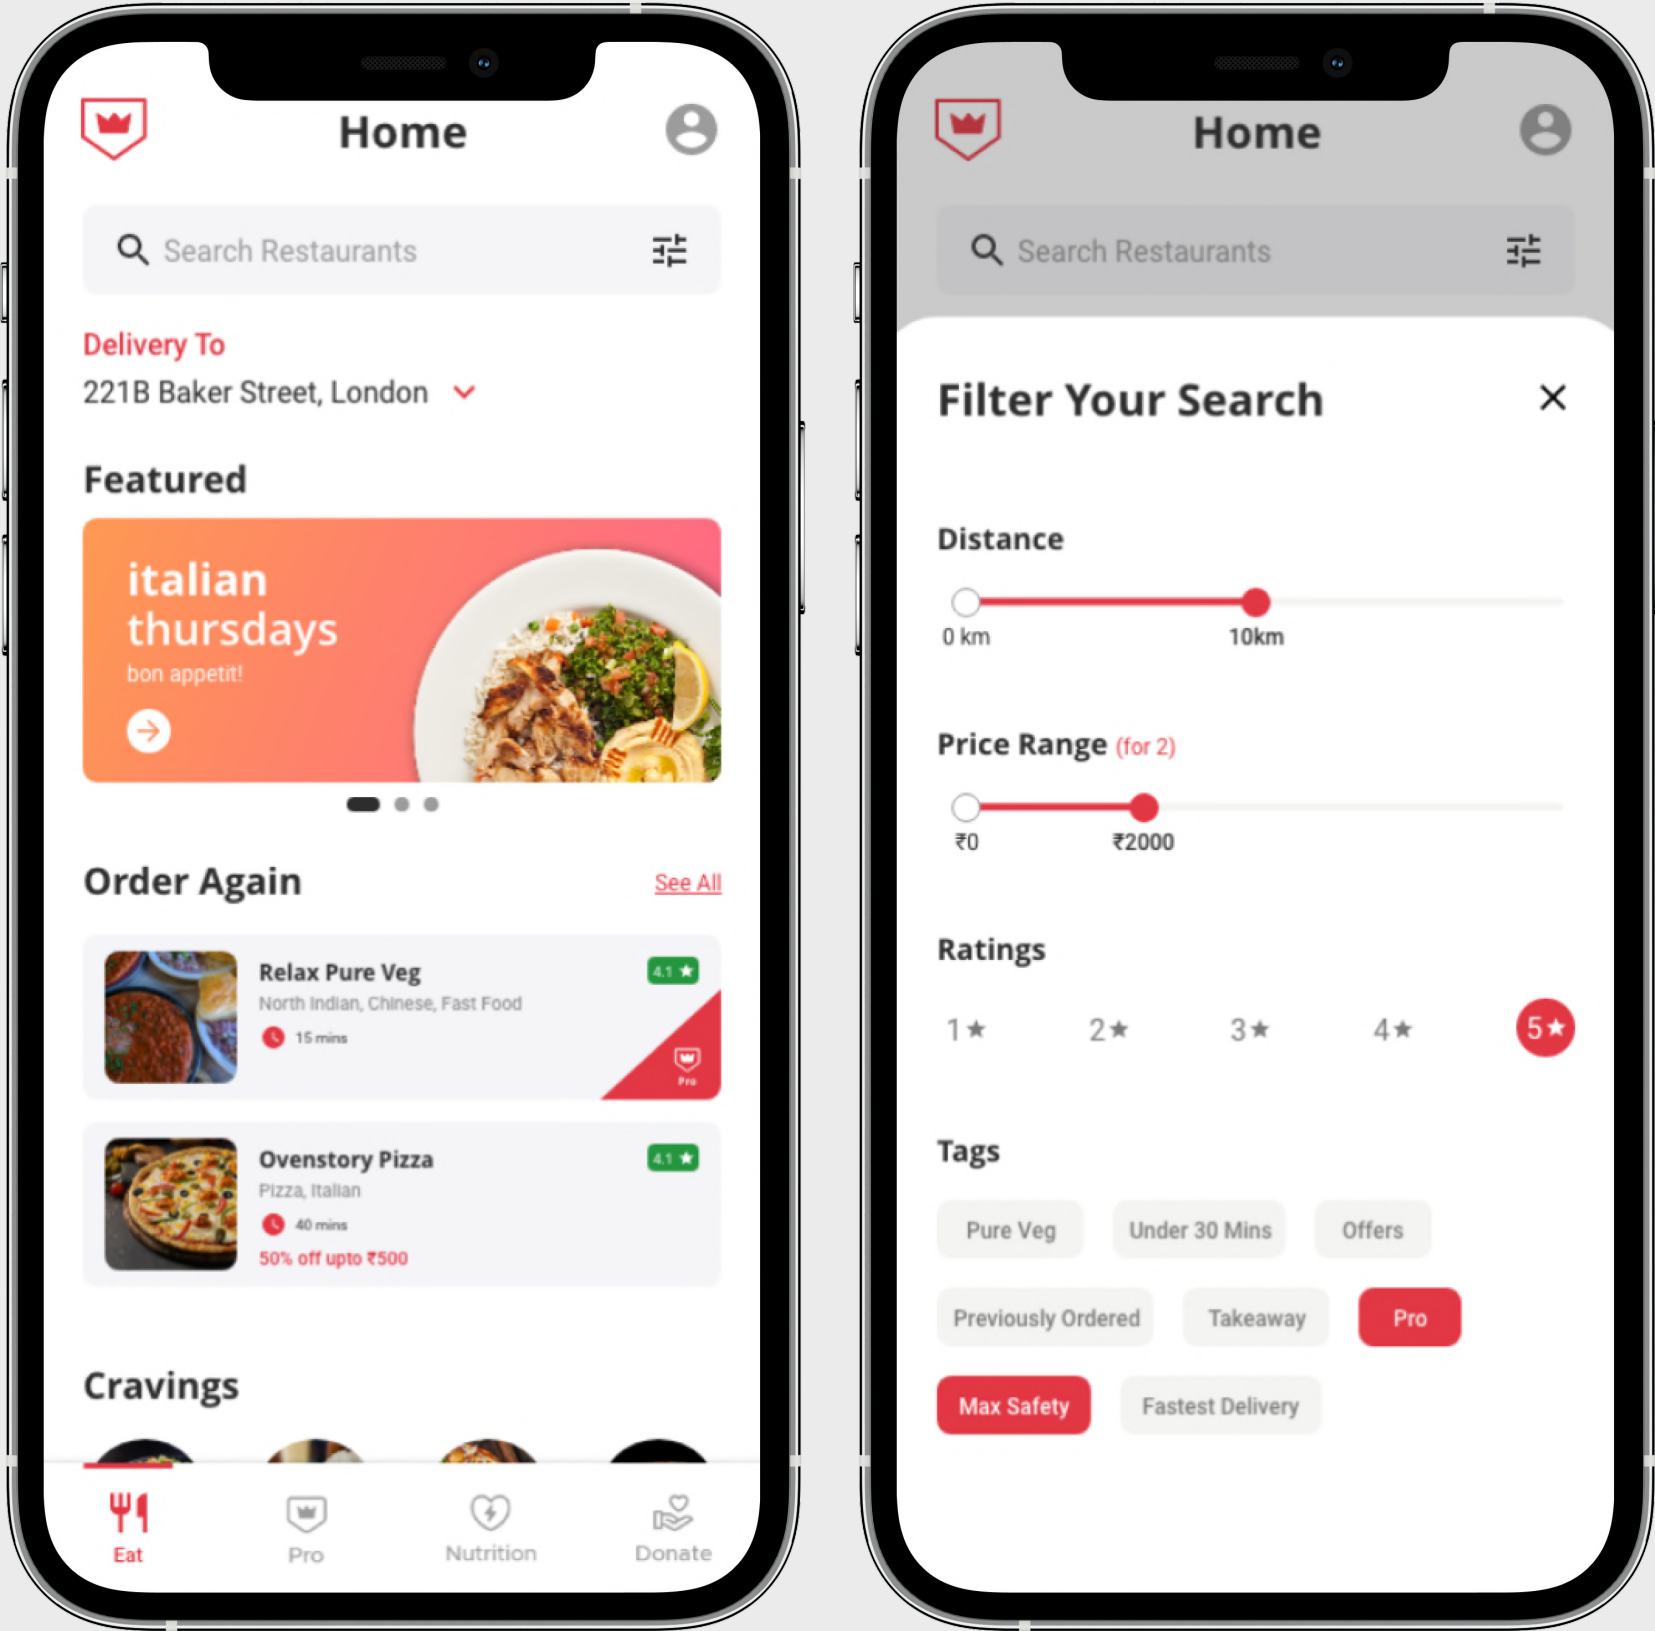 Home
Search Restaurants
Delivery To
221B Baker Street, London
Featured
italian
thursdays
bon appetit!
Order Again
See All
Relax Pure Veg
4.1 ★
North Indian, Chinese, Fast Food
15 mins
Pro
Ovenstory Pizza
4.1 ★
Pizza, Italian
40 mins
50% off upto ₹500
Cravings
Eat
Pro
Nutrition
Donate
Home
Search Restaurants
Filter Your Search
Distance
0 km
10km
Price Range (for 2)
₹0
₹2000
Ratings
1★
2★
3★
4★
5★
Tags
Pure Veg
Under 30 Mins
Offers
Previously Ordered
Takeaway
Pro
Max Safety
Fastest Delivery